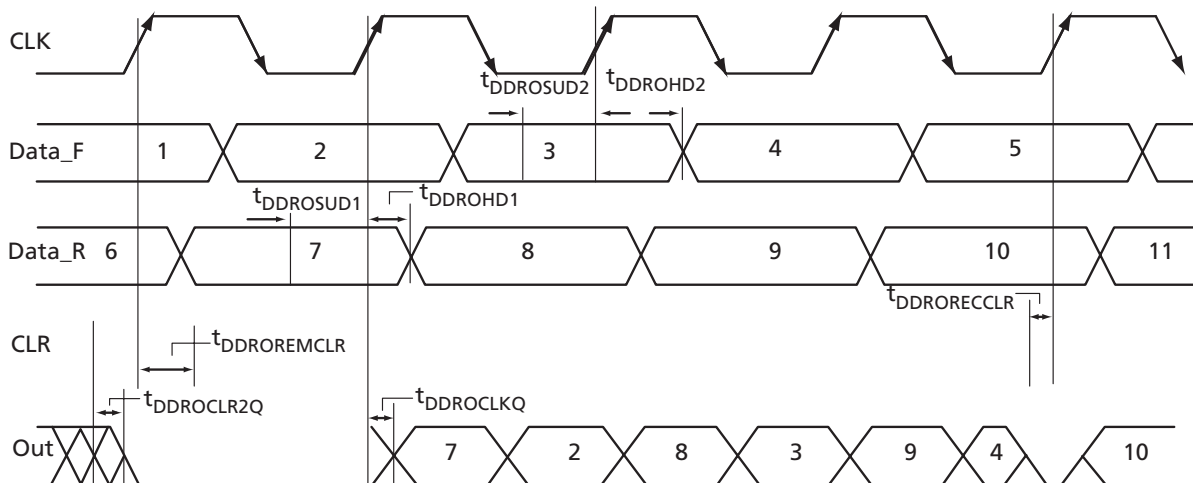 CLK
tDDROSUD2 tDDROHD2
Data_F 1 2 3 4 5
tDDROSUD1 tDDROHD1
Data_R 6 7 8 9 10 11
tDDRORECCLR
CLR
tDDROREMCLR
tDDROCLR2Q tDDROCLKQ
Out 7 2 8 3 9 4 10